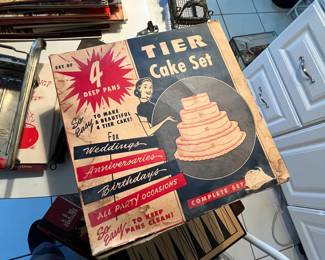 SET OF
4
DEEP PANS
So Easy TO MAKE
A BEAUTIFUL
4 TIER CAKE!
For
Weddings
Anniversaries
Birthdays
ALL PARTY OCCASIONS
So Easy TO KEEP
PANS CLEAN!
TIER
Cake Set
COMPLETE SET